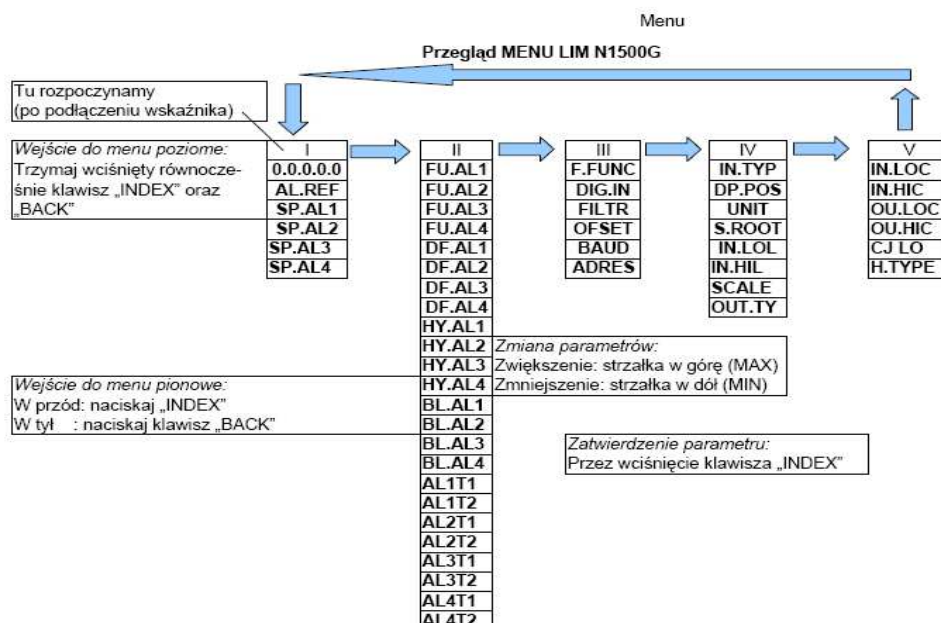 Menu
Przegląd MENU LIM N1500G
Tu rozpoczynamy
(po podłączeniu wskaźnika)
Wejście do menu poziome:
Trzymaj wciśnięty równocze-
śnie klawisz „INDEX” oraz
„BACK”
I
0.0.0.0.0
AL.REF
SP.AL1
SP.AL2
SP.AL3
SP.AL4
II
FU.AL1
FU.AL2
FU.AL3
FU.AL4
DF.AL1
DF.AL2
DF.AL3
DF.AL4
HY.AL1
HY.AL2
HY.AL3
HY.AL4
BL.AL1
BL.AL2
BL.AL3
BL.AL4
AL1T1
AL1T2
AL2T1
AL2T2
AL3T1
AL3T2
AL4T1
AL4T2
III
F.FUNC
DIG.IN
FILTR
OFSET
BAUD
ADRES
IV
IN.TYP
DP.POS
UNIT
S.ROOT
IN.LOL
IN.HIL
SCALE
OUT.TY
V
IN.LOC
IN.HIC
OU.LOC
OU.HIC
CJ LO
H.TYPE
Zmiana parametrów:
Zwiększenie: strzałka w górę (MAX)
Zmniejszenie: strzałka w dół (MIN)
Wejście do menu pionowe:
W przód: naciskaj „INDEX”
W tył : naciskaj klawisz „BACK”
Zatwierdzenie parametru:
Przez wciśnięcie klawisza „INDEX”